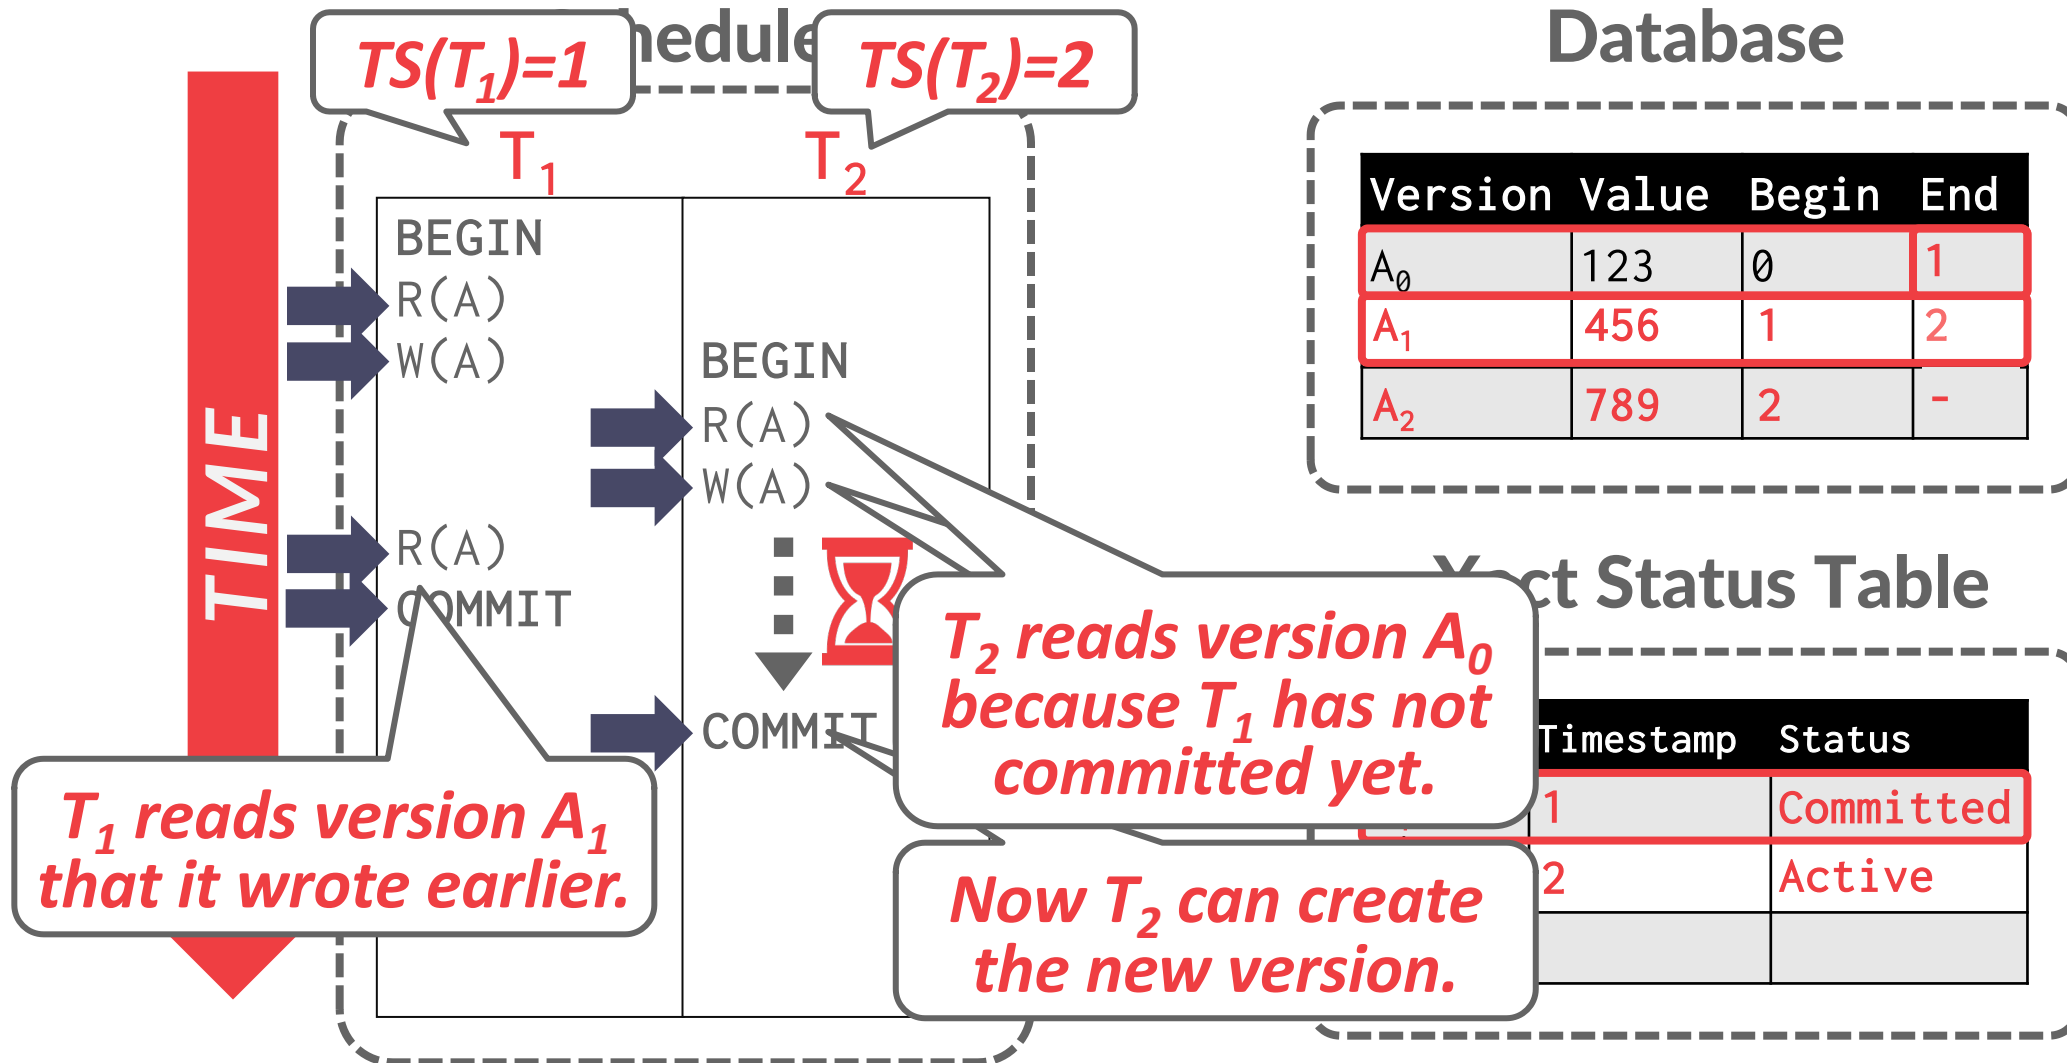 TS(T₁)=1
hedule
TS(T₂)=2
T₁
T₂
TIME
BEGIN
R(A)
W(A)
BEGIN
R(A)
W(A)
R(A)
COMMIT
COMMIT
T₁ reads version A₁
that it wrote earlier.
T₂ reads version A₀
because T₁ has not
committed yet.
Now T₂ can create
the new version.
Database
Version Value Begin End
A₀ 123 0 1
A₁ 456 1 2
A₂ 789 2 -
ct Status Table
Timestamp Status
1 Committed
2 Active